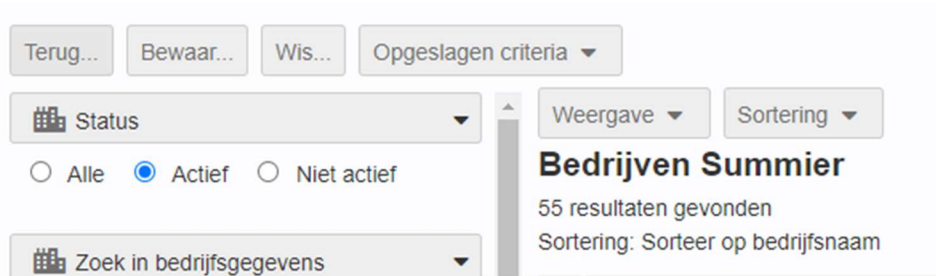 Terug... Bewaar... Wis... Opgeslagen criteria
Status
Alle Actief Niet actief
Zoek in bedrijfsgegevens
Weergave Sortering
Bedrijven Summier
55 resultaten gevonden
Sortering: Sorteer op bedrijfsnaam